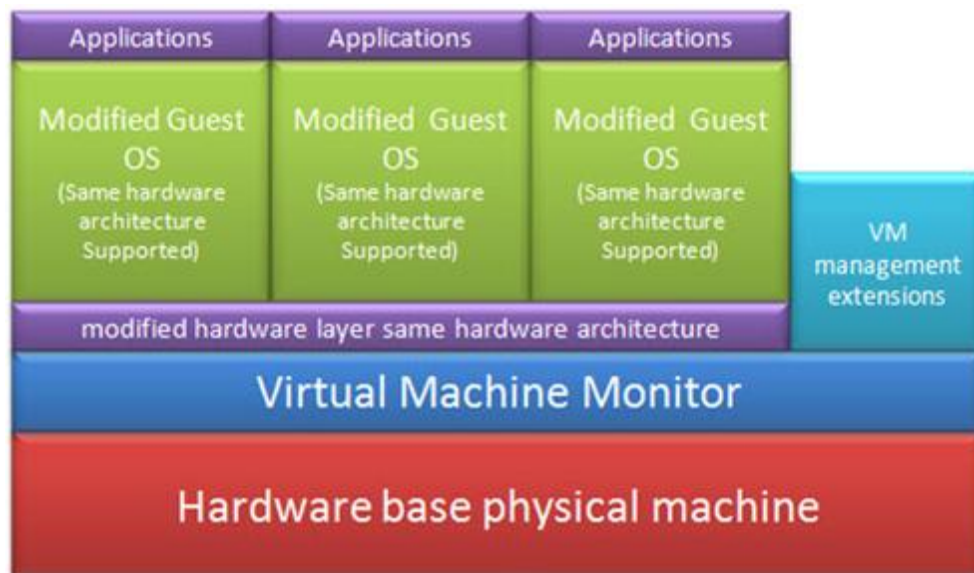 Applications
Applications
Applications
Modified Guest
OS
(Same hardware
architecture
Supported)
Modified Guest
OS
(Same hardware
architecture
Supported)
Modified Guest
OS
(Same hardware
architecture
Supported)
VM
management
extensions
modified hardware layer same hardware architecture
Virtual Machine Monitor
Hardware base physical machine